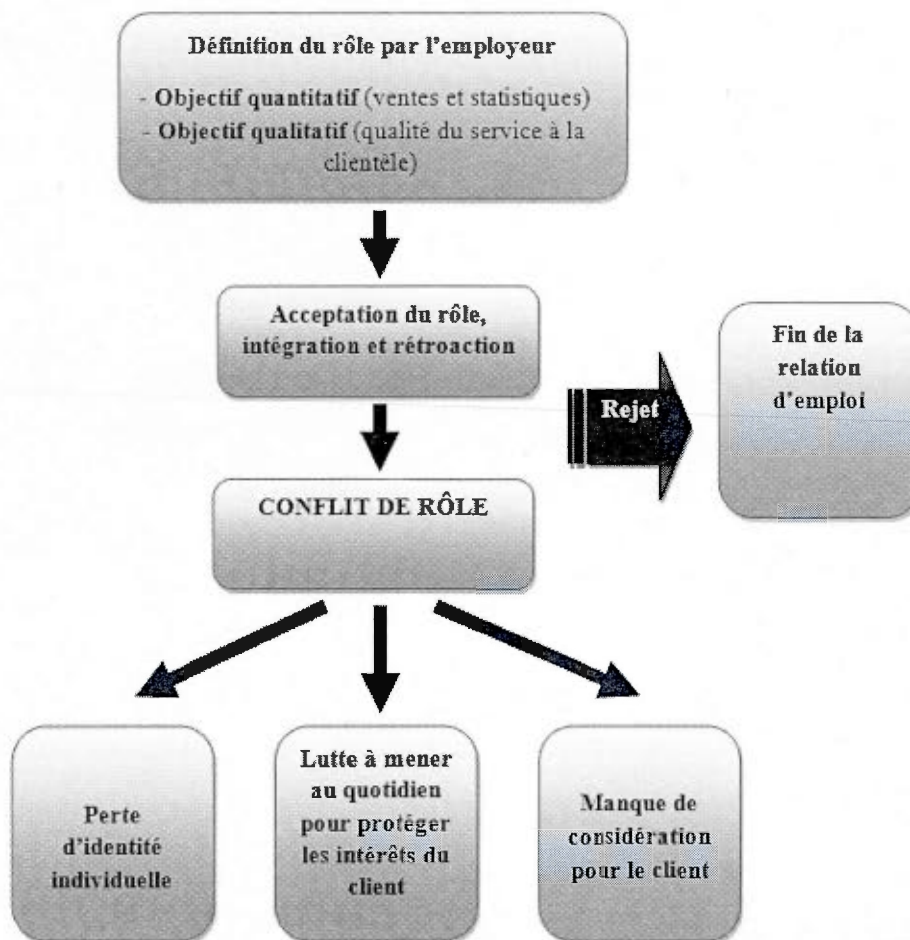 Définition du rôle par l'employeur
- Objectif quantitatif (ventes et statistiques)
- Objectif qualitatif (qualité du service à la
clientèle)
Acceptation du rôle,
intégration et rétroaction
Rejet
Fin de la
relation
d'emploi
CONFLIT DE RÔLE
Perte
d'identité
individuelle
Lutte à mener
au quotidien
pour protéger
les intérêts du
client
Manque de
considération
pour le client